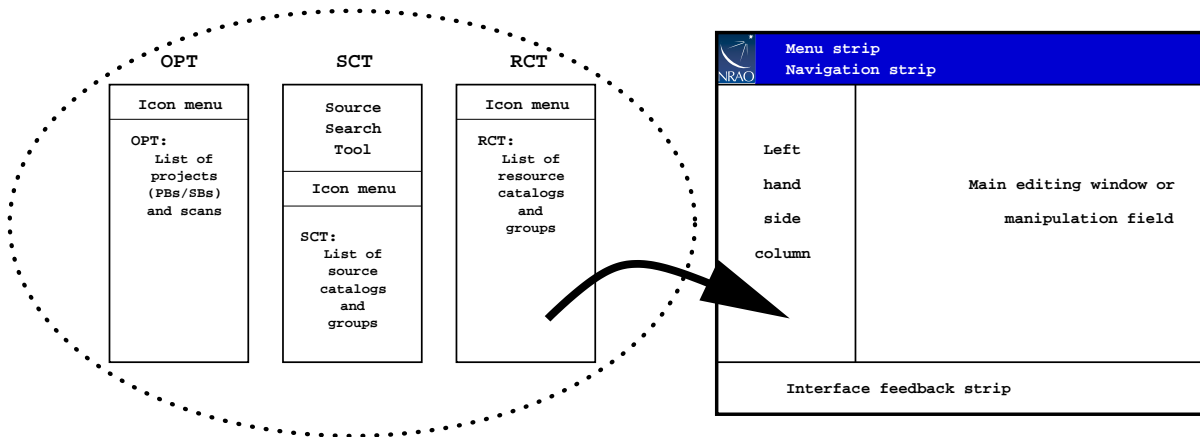 OPT
Icon menu
OPT:
List of
projects
(PBs/SBs)
and scans
SCT
Source
Search
Tool
Icon menu
SCT:
List of
source
catalogs
and
groups
RCT
Icon menu
RCT:
List of
resource
catalogs
and
groups
NRAO
Menu strip
Navigation strip
Left
hand
side
column
Main editing window or
manipulation field
Interface feedback strip